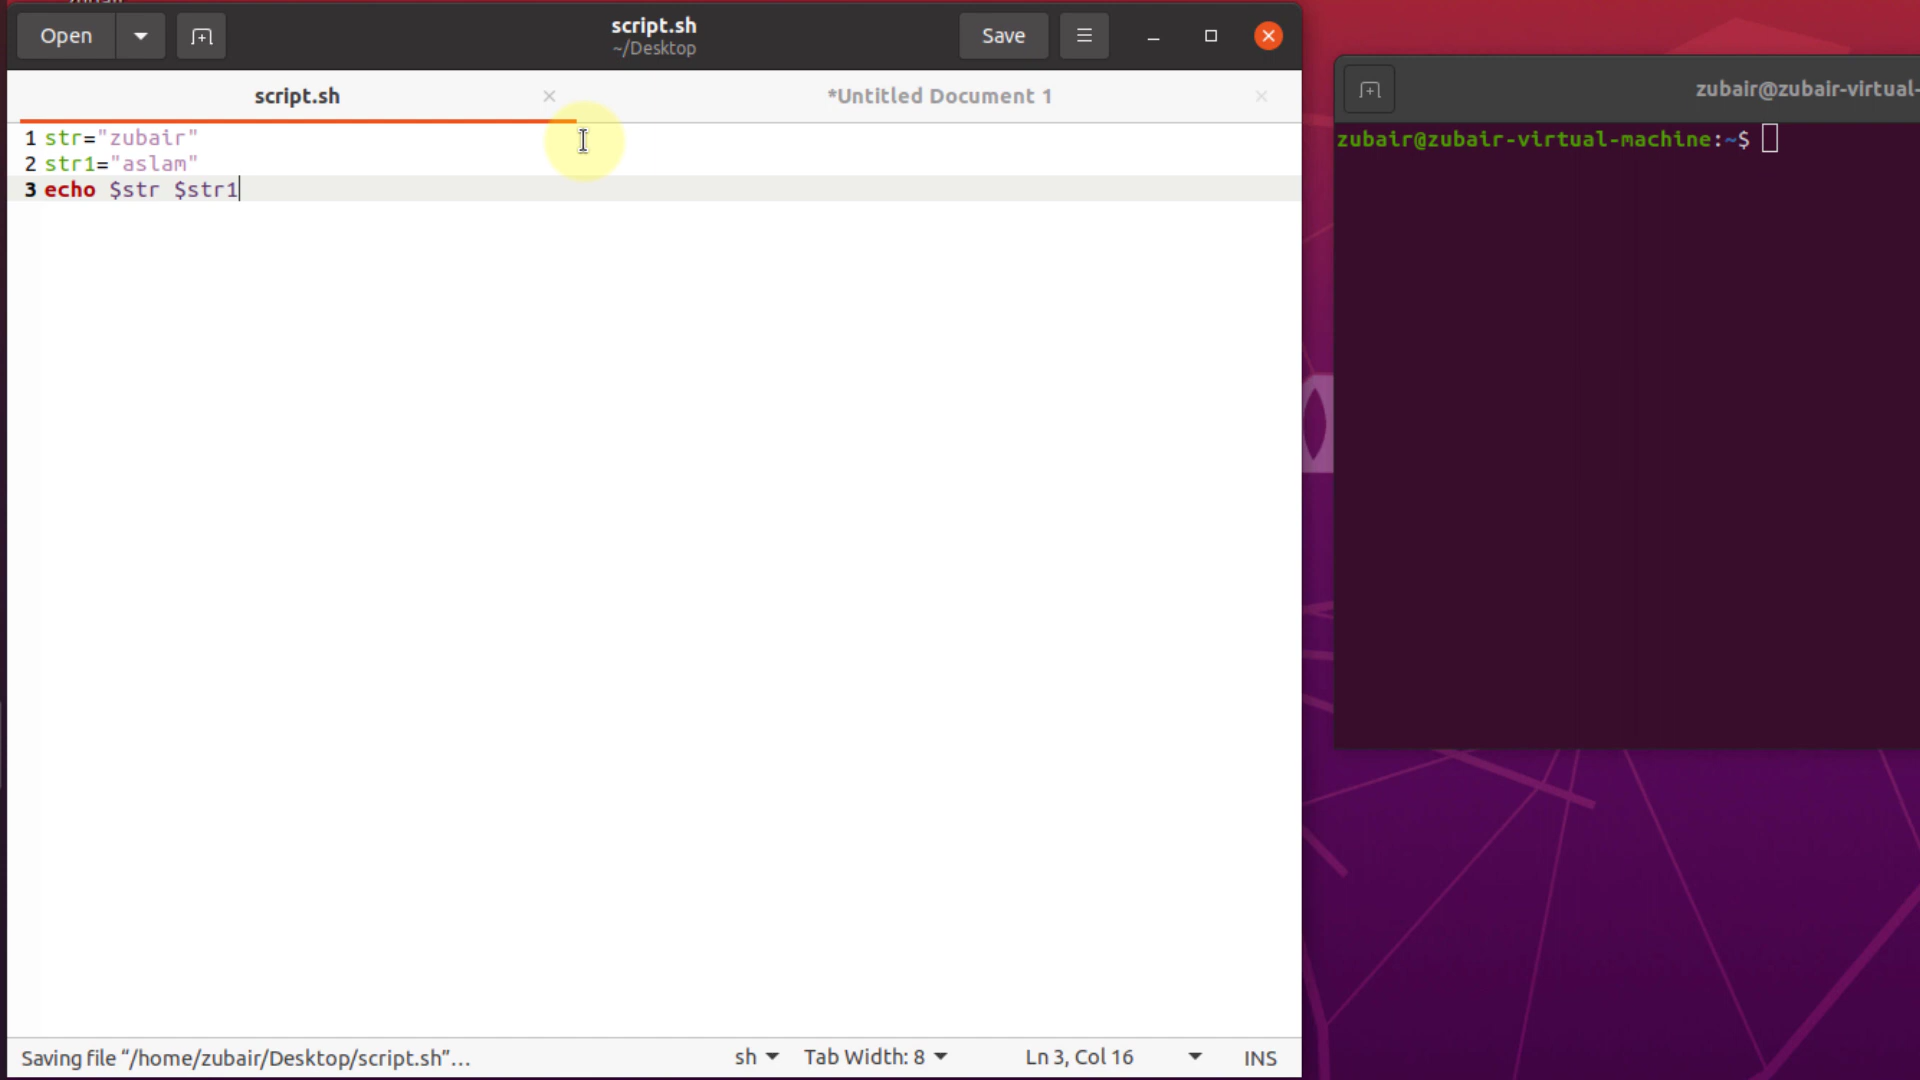 Open
script.sh
~/Desktop
Save
script.sh
*Untitled Document 1
1 str="zubair"
2 str1="aslam"
3 echo $str $str1
Saving file “/home/zubair/Desktop/script.sh”…
sh
Tab Width: 8
Ln 3, Col 16
INS
zubair@zubair-virtual-
zubair@zubair-virtual-machine:~$